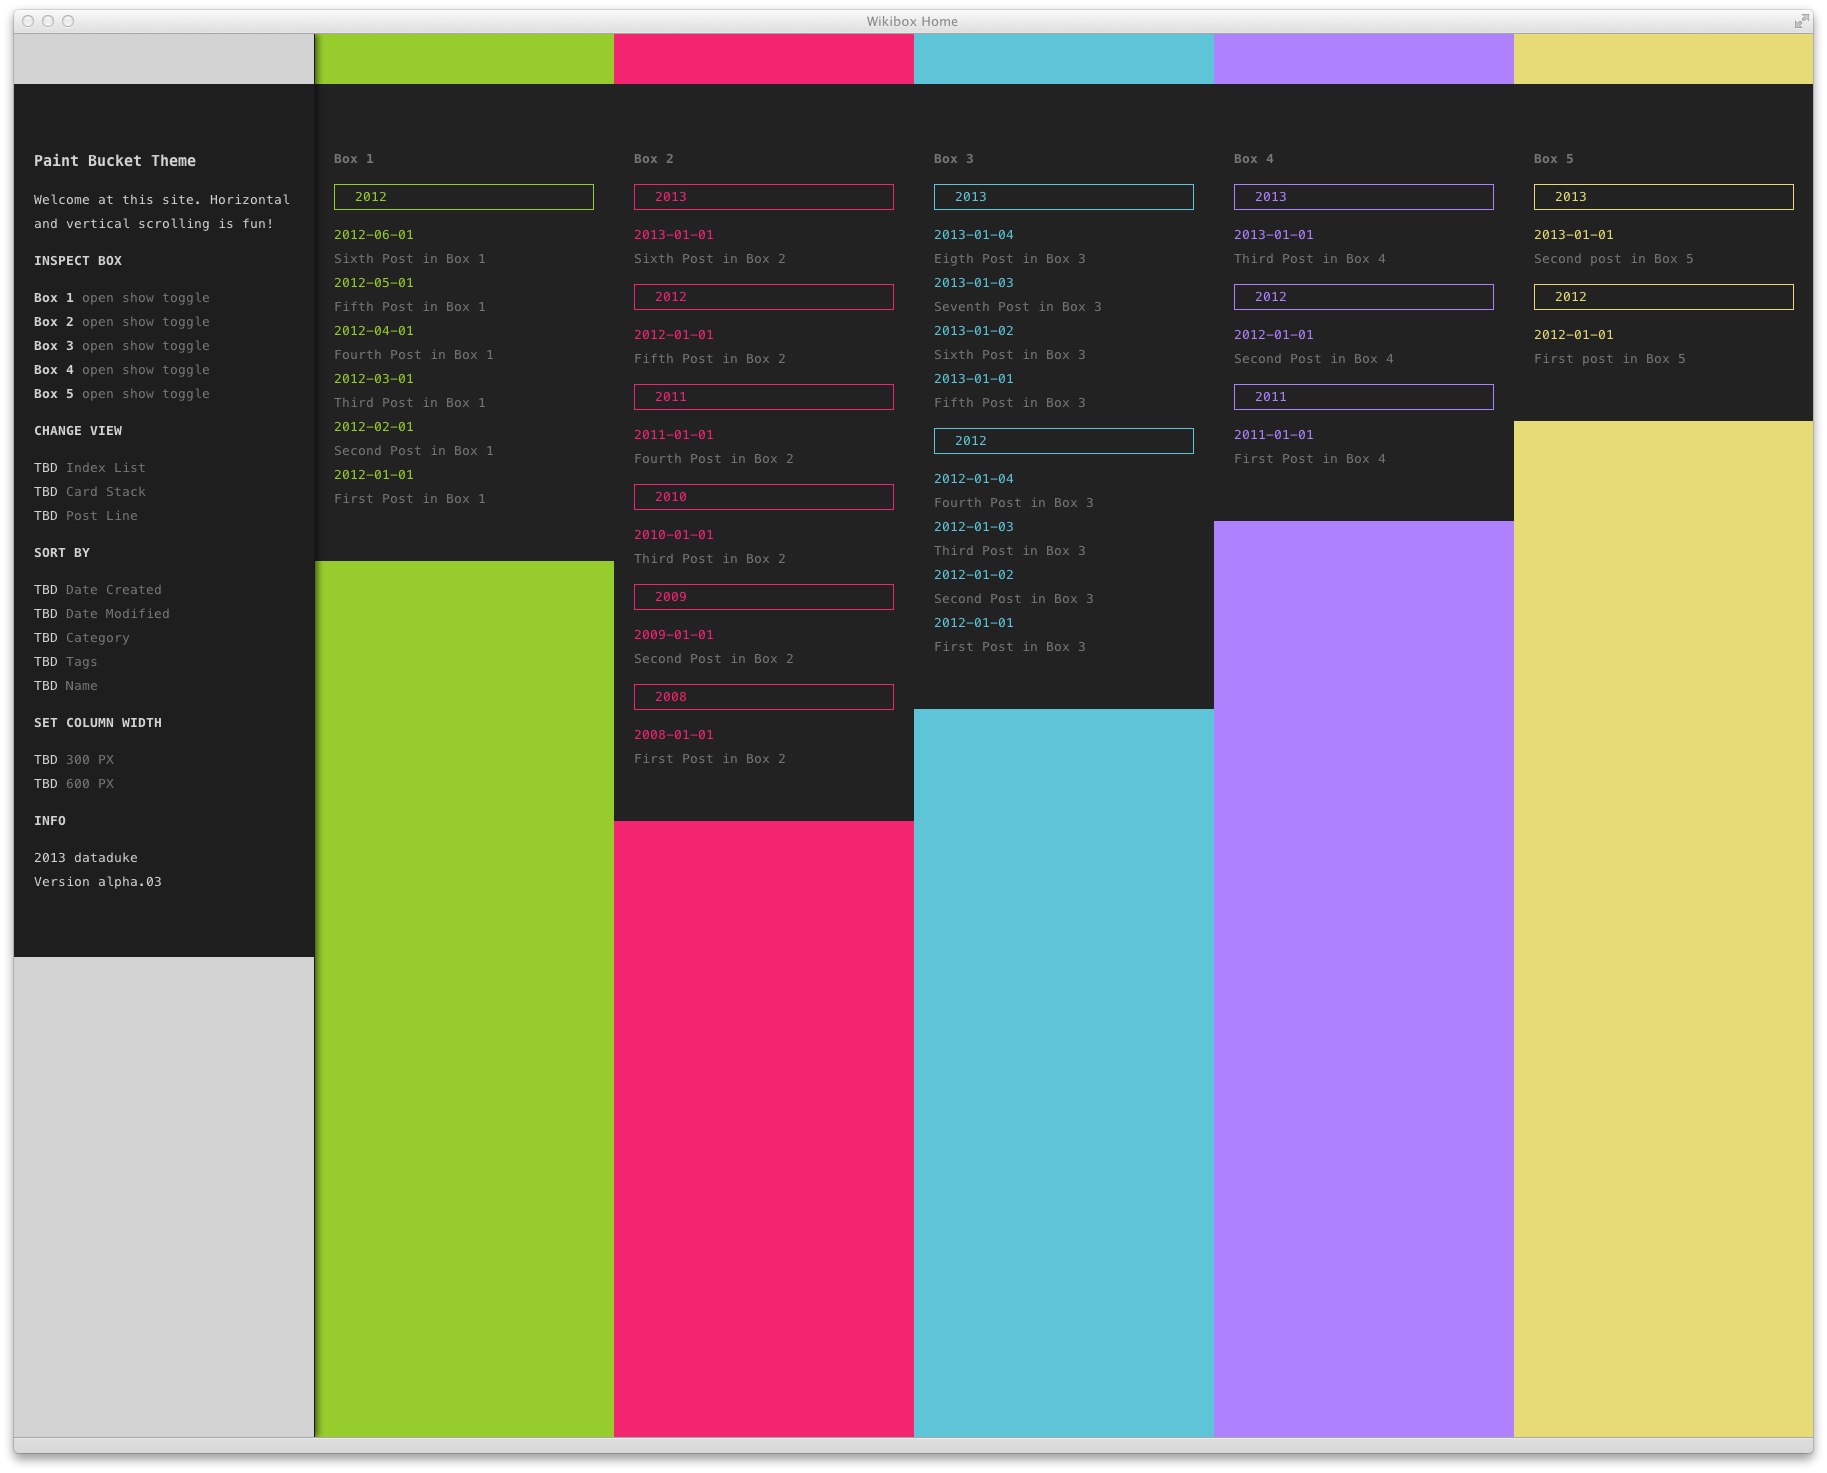 Wikibox Home
Paint Bucket Theme
Welcome at this site. Horizontal
and vertical scrolling is fun!
INSPECT BOX
Box 1 open show toggle
Box 2 open show toggle
Box 3 open show toggle
Box 4 open show toggle
Box 5 open show toggle
CHANGE VIEW
TBD Index List
TBD Card Stack
TBD Post Line
SORT BY
TBD Date Created
TBD Date Modified
TBD Category
TBD Tags
TBD Name
SET COLUMN WIDTH
TBD 300 PX
TBD 600 PX
INFO
2013 dataduke
Version alpha.03
Box 1
2012
2012-06-01
Sixth Post in Box 1
2012-05-01
Fifth Post in Box 1
2012-04-01
Fourth Post in Box 1
2012-03-01
Third Post in Box 1
2012-02-01
Second Post in Box 1
2012-01-01
First Post in Box 1
Box 2
2013
2013-01-01
Sixth Post in Box 2
2012
2012-01-01
Fifth Post in Box 2
2011
2011-01-01
Fourth Post in Box 2
2010
2010-01-01
Third Post in Box 2
2009
2009-01-01
Second Post in Box 2
2008
2008-01-01
First Post in Box 2
Box 3
2013
2013-01-04
Eigth Post in Box 3
2013-01-03
Seventh Post in Box 3
2013-01-02
Sixth Post in Box 3
2013-01-01
Fifth Post in Box 3
2012
2012-01-04
Fourth Post in Box 3
2012-01-03
Third Post in Box 3
2012-01-02
Second Post in Box 3
2012-01-01
First Post in Box 3
Box 4
2013
2013-01-01
Third Post in Box 4
2012
2012-01-01
Second Post in Box 4
2011
2011-01-01
First Post in Box 4
Box 5
2013
2013-01-01
Second post in Box 5
2012
2012-01-01
First post in Box 5